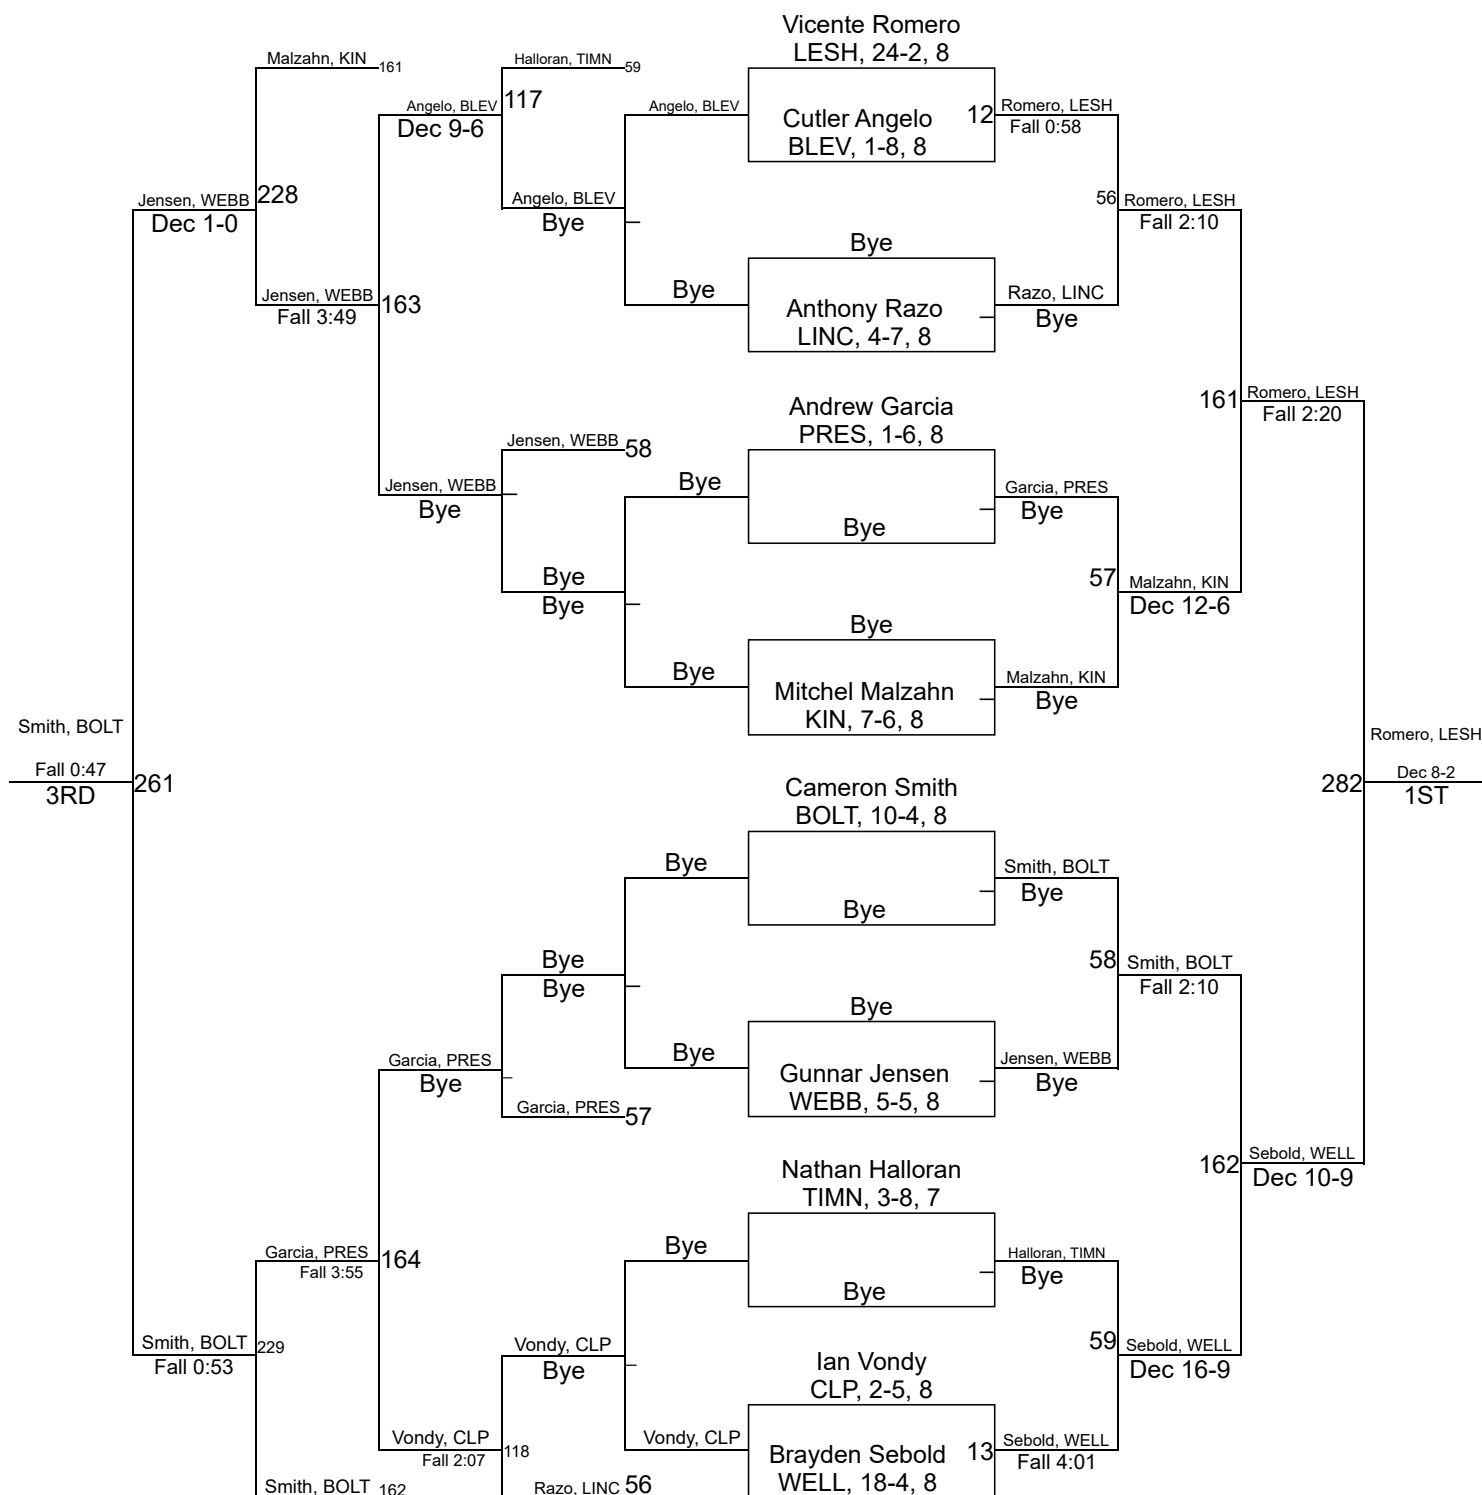 Vicente Romero
LESH, 24-2, 8
Malzahn, KIN 161
Halloran, TIMN 59
Angelo, BLEV 117
Dec 9-6
Angelo, BLEV
Cutler Angelo
BLEV, 1-8, 8
12 Romero, LESH
Fall 0:58
Jensen, WEBB 228
Dec 1-0
Angelo, BLEV
Bye
56 Romero, LESH
Fall 2:10
Bye
Jensen, WEBB 163
Fall 3:49
Bye
Anthony Razo
LINC, 4-7, 8
Razo, LINC
Bye
161 Romero, LESH
Fall 2:20
Andrew Garcia
PRES, 1-6, 8
Jensen, WEBB 58
Jensen, WEBB
Bye
Bye
Bye
Garcia, PRES
Bye
Bye
Bye
57 Malzahn, KIN
Dec 12-6
Bye
Bye
Mitchel Malzahn
KIN, 7-6, 8
Malzahn, KIN
Bye
Smith, BOLT
Fall 0:47
3RD
261
Romero, LESH
282 Dec 8-2
1ST
Cameron Smith
BOLT, 10-4, 8
Bye
Bye
Smith, BOLT
Bye
Bye
Bye
58 Smith, BOLT
Fall 2:10
Bye
Garcia, PRES
Bye
Bye
Gunnar Jensen
WEBB, 5-5, 8
Jensen, WEBB
Bye
Garcia, PRES 57
Nathan Halloran
TIMN, 3-8, 7
162 Sebold, WELL
Dec 10-9
Garcia, PRES 164
Fall 3:55
Bye
Bye
Halloran, TIMN
Bye
Smith, BOLT 229
Fall 0:53
Vondy, CLP
Bye
Ian Vondy
CLP, 2-5, 8
59 Sebold, WELL
Dec 16-9
Vondy, CLP 118
Fall 2:07
Vondy, CLP
Brayden Sebold
WELL, 18-4, 8
13 Sebold, WELL
Fall 4:01
Smith, BOLT 162
Razo, LINC 56